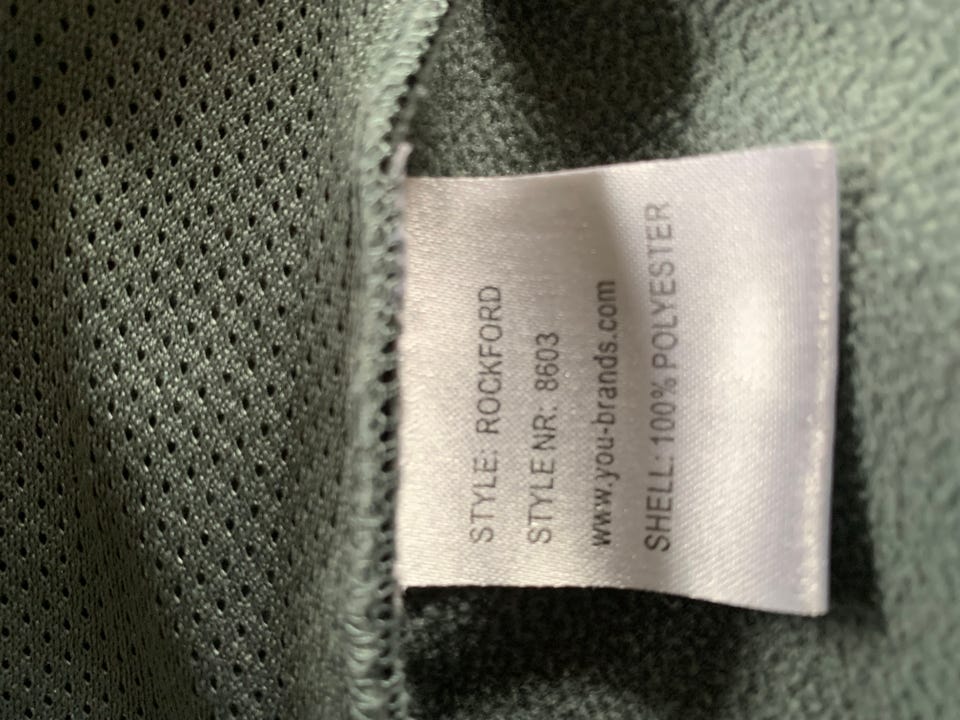 STYLE: ROCKFORD
STYLE NR. 8603
www.you-brands.com
SHELL: 100% POLYESTER